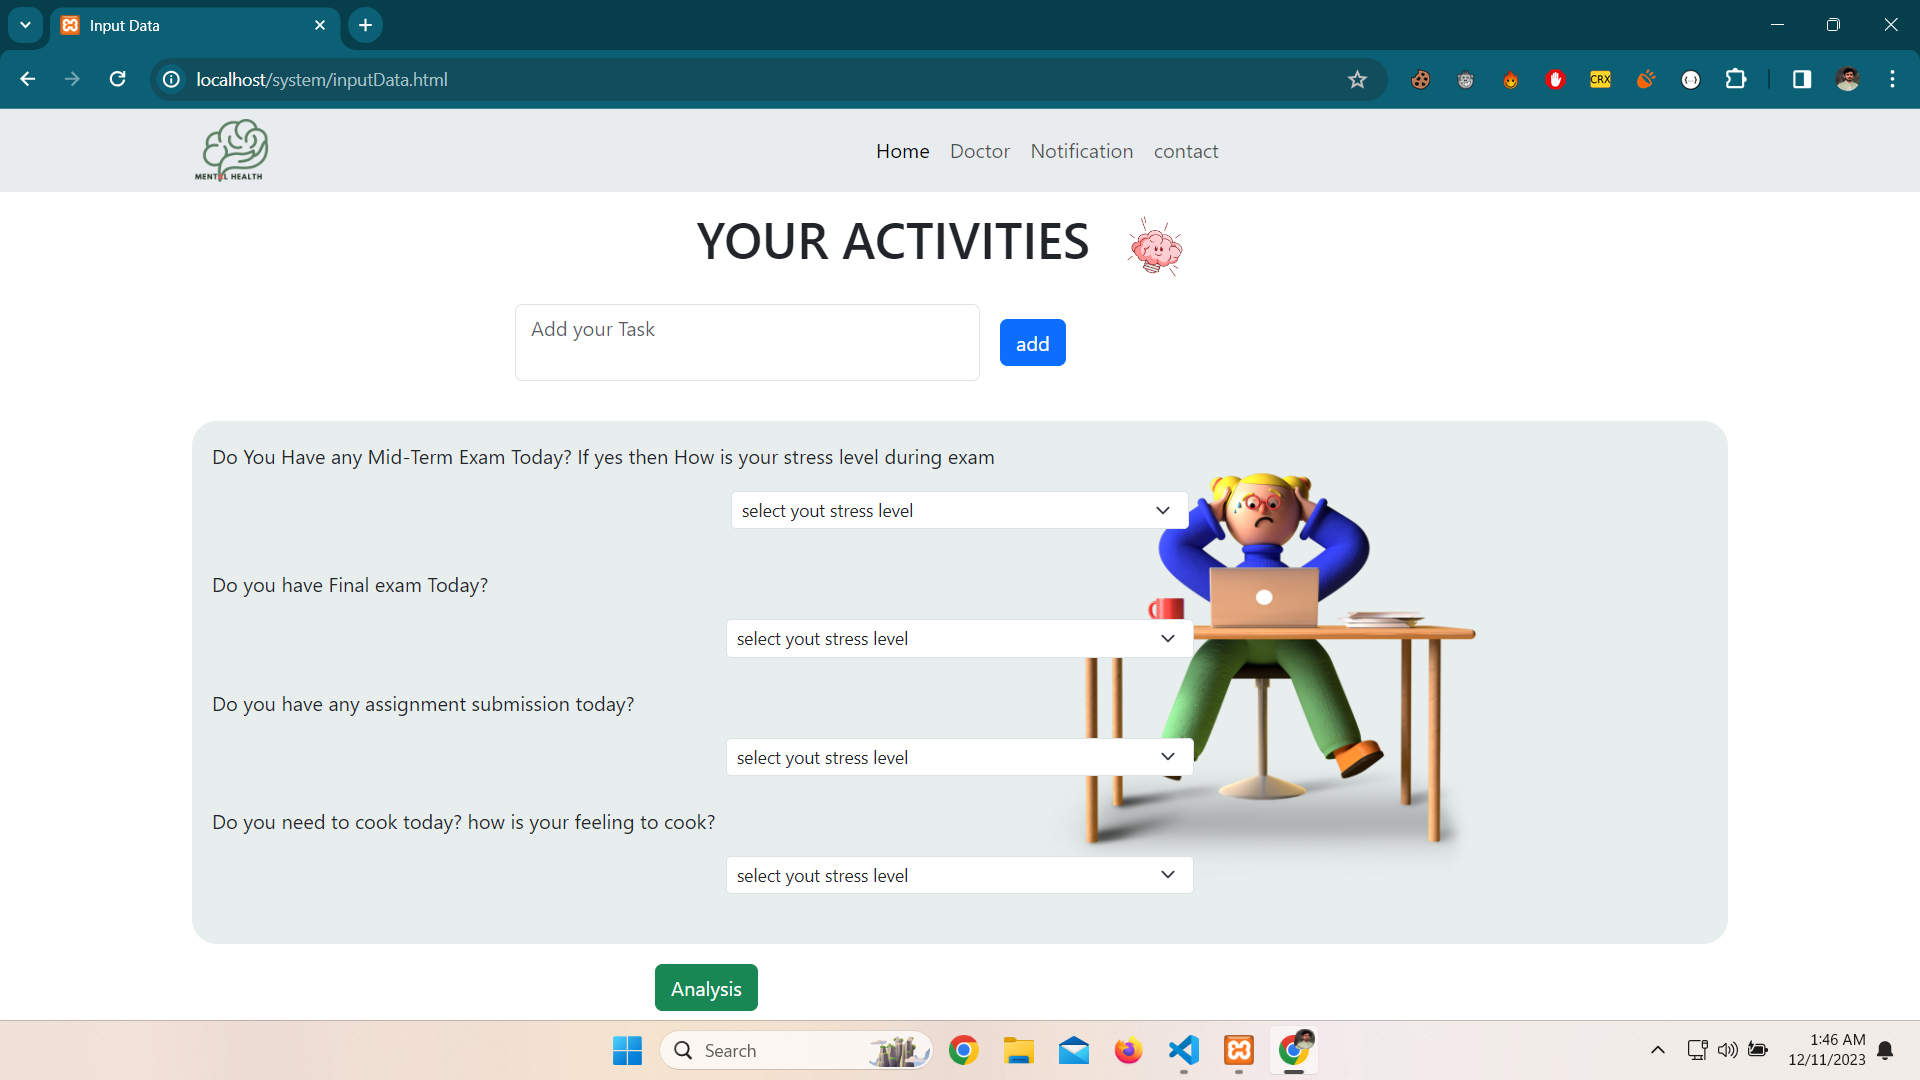 Input Data
localhost/system/inputData.html
CRX
MENTAL HEALTH
Home Doctor Notification contact
YOUR ACTIVITIES
Add your Task
add
Do You Have any Mid-Term Exam Today? If yes then How is your stress level during exam
select yout stress level
Do you have Final exam Today?
select yout stress level
Do you have any assignment submission today?
select yout stress level
Do you need to cook today? how is your feeling to cook?
select yout stress level
Analysis
Search
1:46 AM
12/11/2023